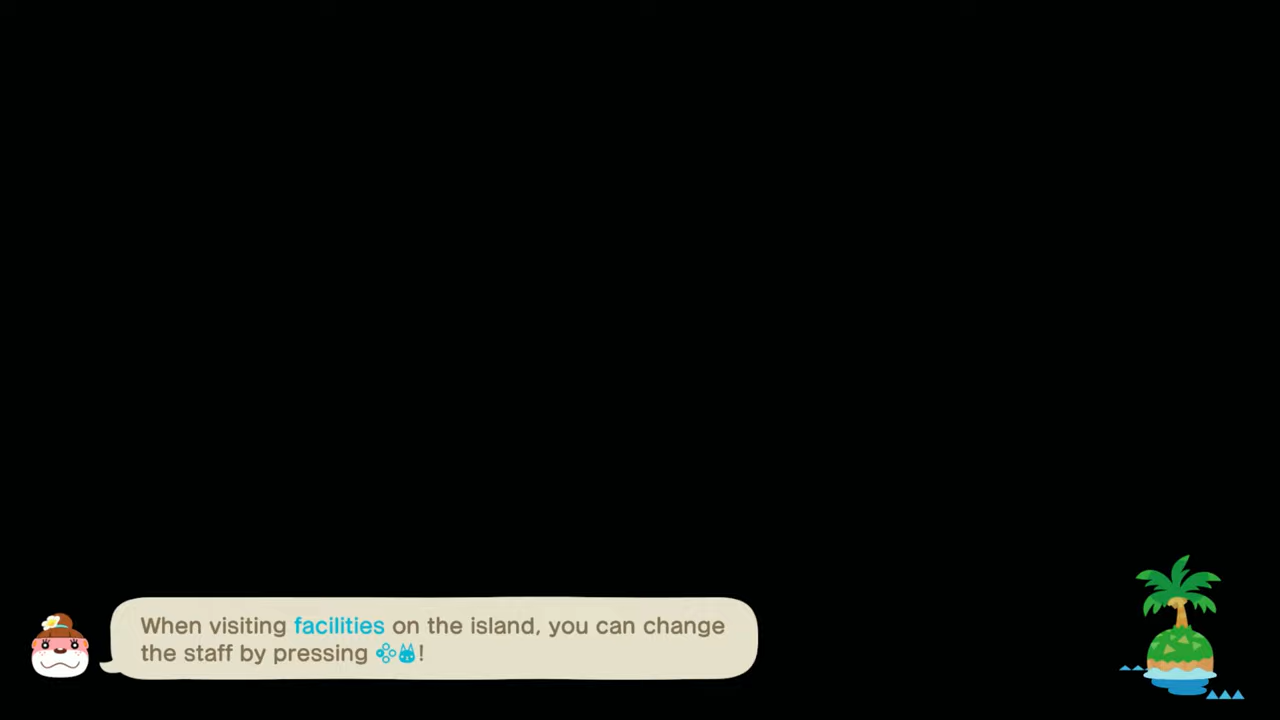 When visiting facilities on the island, you can change
the staff by pressing !